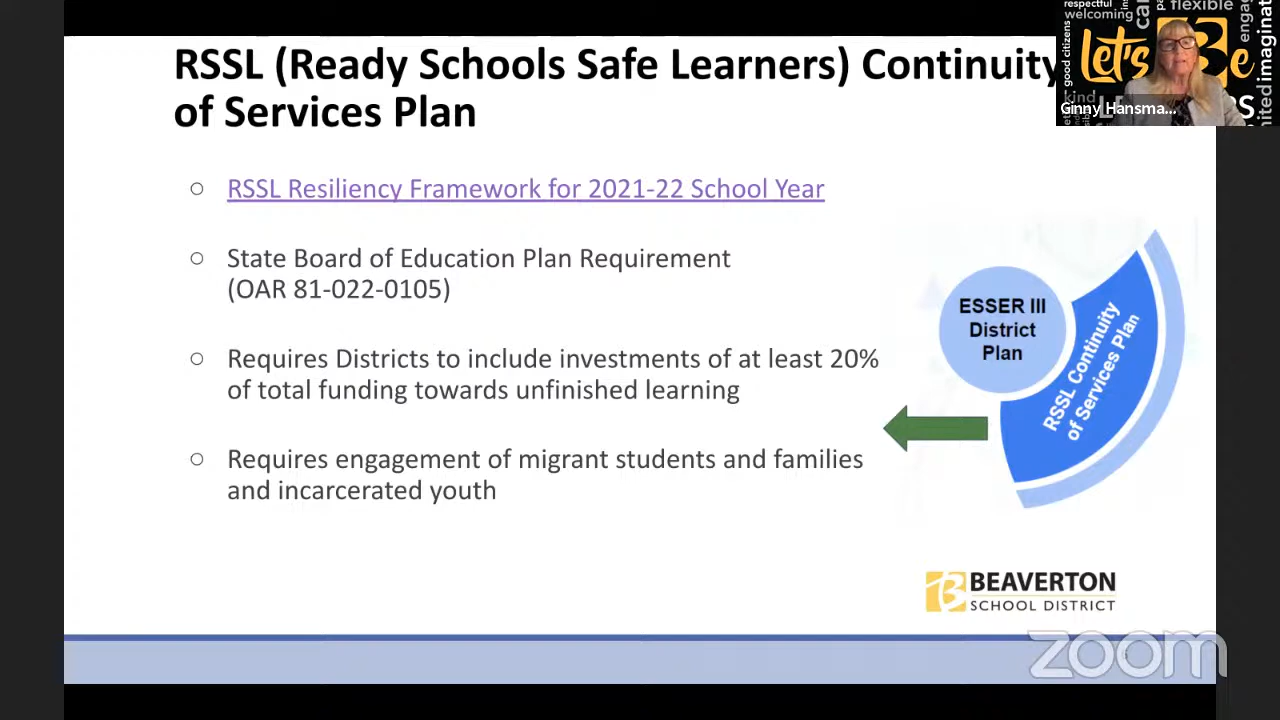 RSSL (Ready Schools Safe Learners) Continuity
of Services Plan
RSSL Resiliency Framework for 2021-22 School Year
State Board of Education Plan Requirement
(OAR 81-022-0105)
Requires Districts to include investments of at least 20%
of total funding towards unfinished learning
Requires engagement of migrant students and families
and incarcerated youth
ESSER III
District
Plan
RSSL Continuity
of Services Plan
BEAVERTON
SCHOOL DISTRICT
zoom
respectful
welcoming
flexible
good citizens
Let's Be
kind
Ginny Hansma...